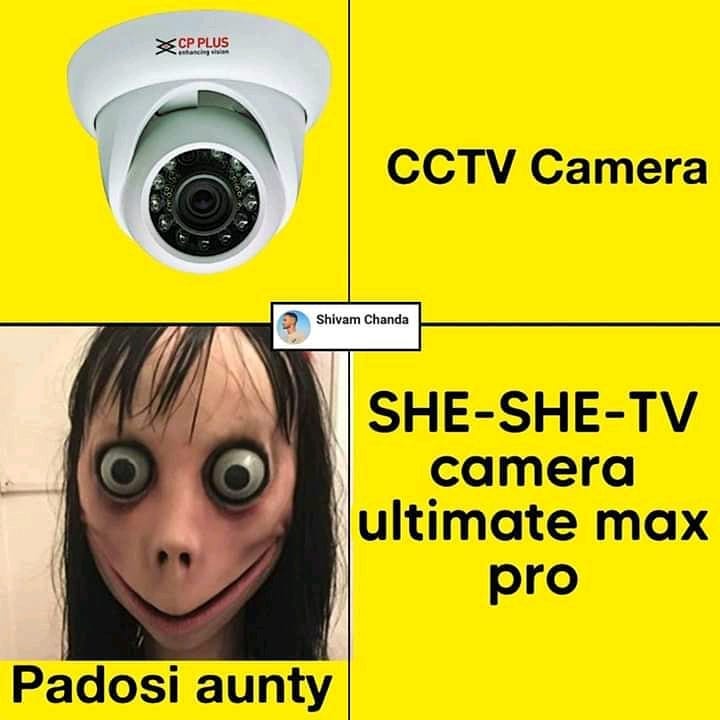 CP PLUS
enhancing vision
CCTV Camera
Shivam Chanda
SHE-SHE-TV
camera
ultimate max
pro
Padosi aunty